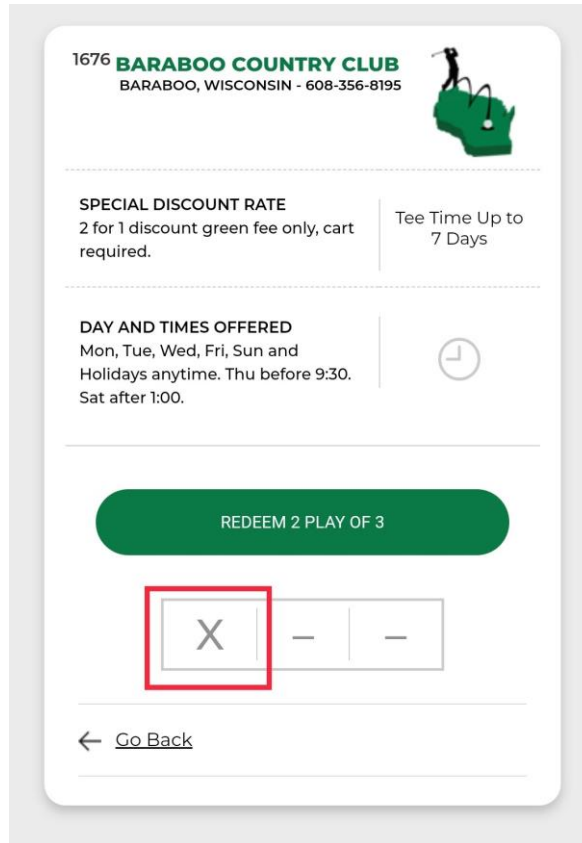 1676 BARABOO COUNTRY CLUB
BARABOO, WISCONSIN - 608-356-8195
SPECIAL DISCOUNT RATE
2 for 1 discount green fee only, cart
required.
Tee Time Up to
7 Days
DAY AND TIMES OFFERED
Mon, Tue, Wed, Fri, Sun and
Holidays anytime. Thu before 9:30.
Sat after 1:00.
REDEEM 2 PLAY OF 3
X – –
Go Back